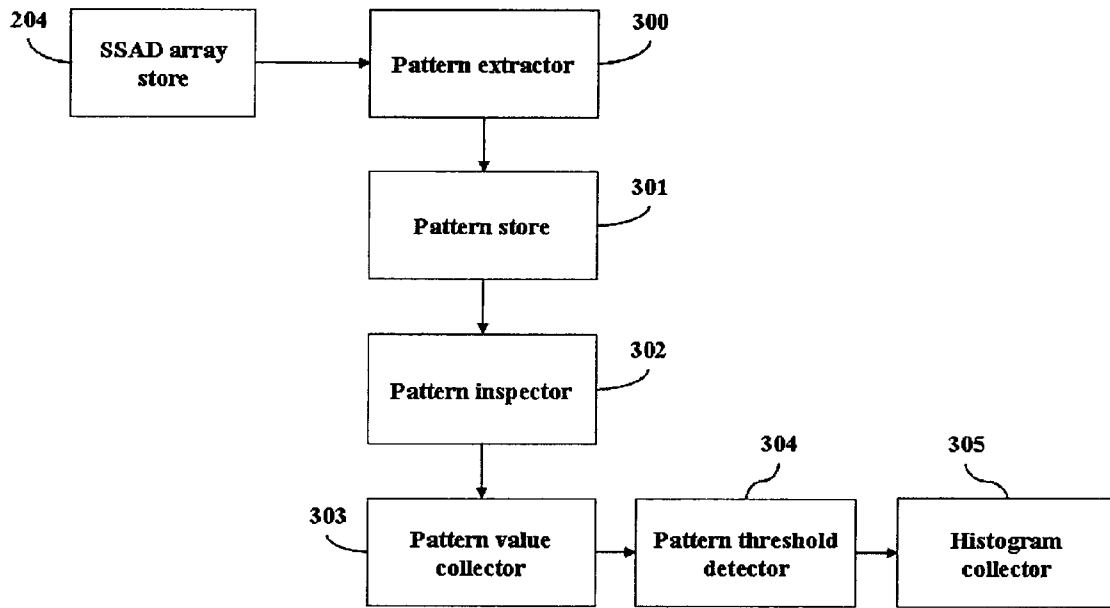 204
SSAD array
store
300
Pattern extractor
301
Pattern store
302
Pattern inspector
303
Pattern value
collector
304
Pattern threshold
detector
305
Histogram
collector